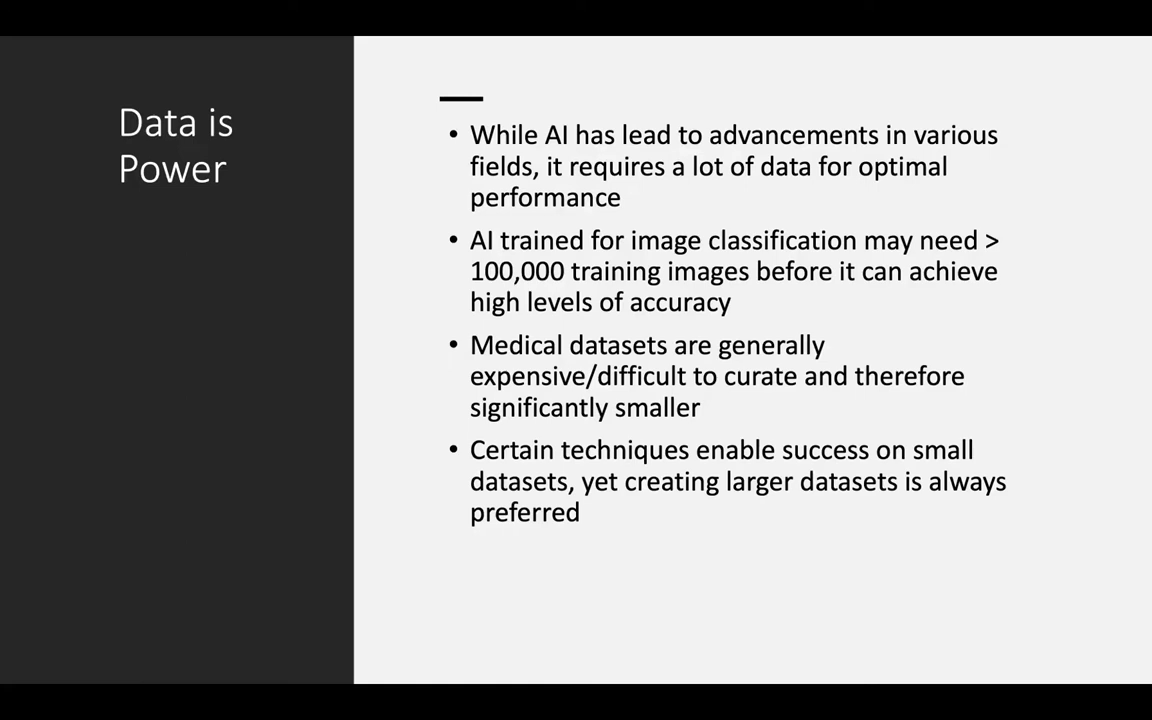 Data is
Power
• While AI has lead to advancements in various
fields, it requires a lot of data for optimal
performance
• AI trained for image classification may need >
100,000 training images before it can achieve
high levels of accuracy
• Medical datasets are generally
expensive/difficult to curate and therefore
significantly smaller
• Certain techniques enable success on small
datasets, yet creating larger datasets is always
preferred